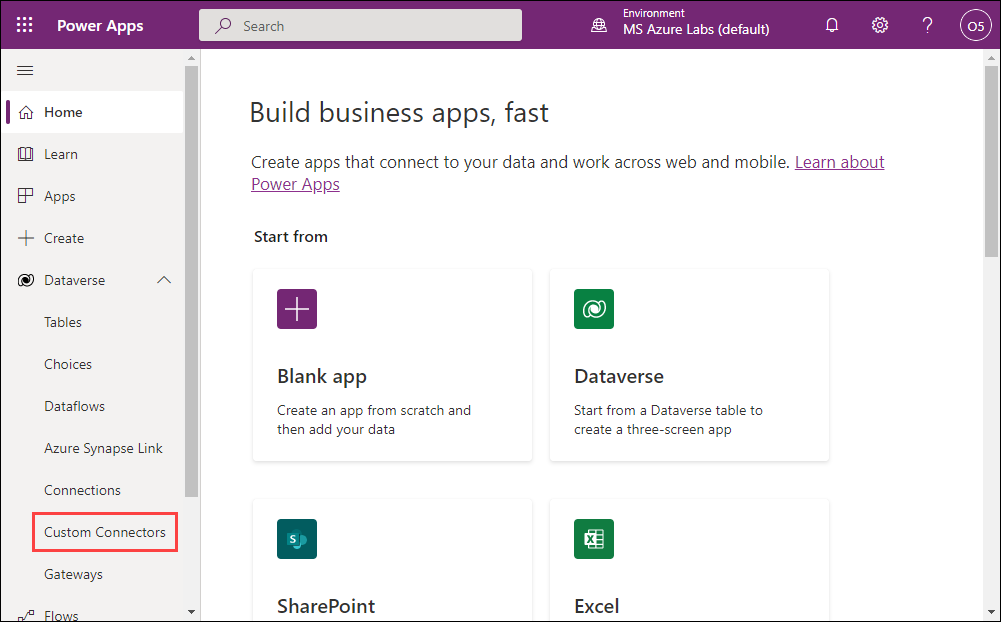 Power Apps
Search
Environment
MS Azure Labs (default)
?
O5
Home
Learn
Apps
Create
Dataverse
Tables
Choices
Dataflows
Azure Synapse Link
Connections
Custom Connectors
Gateways
Flows
Build business apps, fast
Create apps that connect to your data and work across web and mobile. Learn about
Power Apps
Start from
Blank app
Create an app from scratch and
then add your data
Dataverse
Start from a Dataverse table to
create a three-screen app
S
SharePoint
X
Excel